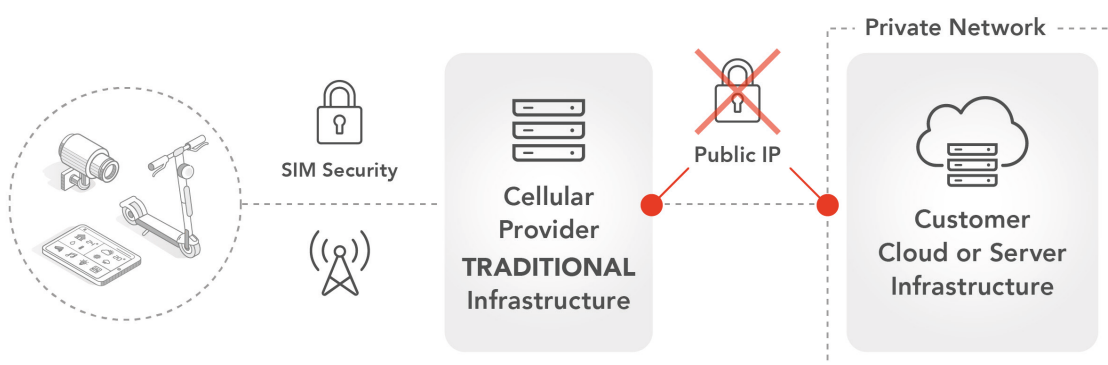 Private Network
SIM Security
Public IP
Cellular
Provider
TRADITIONAL
Infrastructure
Customer
Cloud or Server
Infrastructure